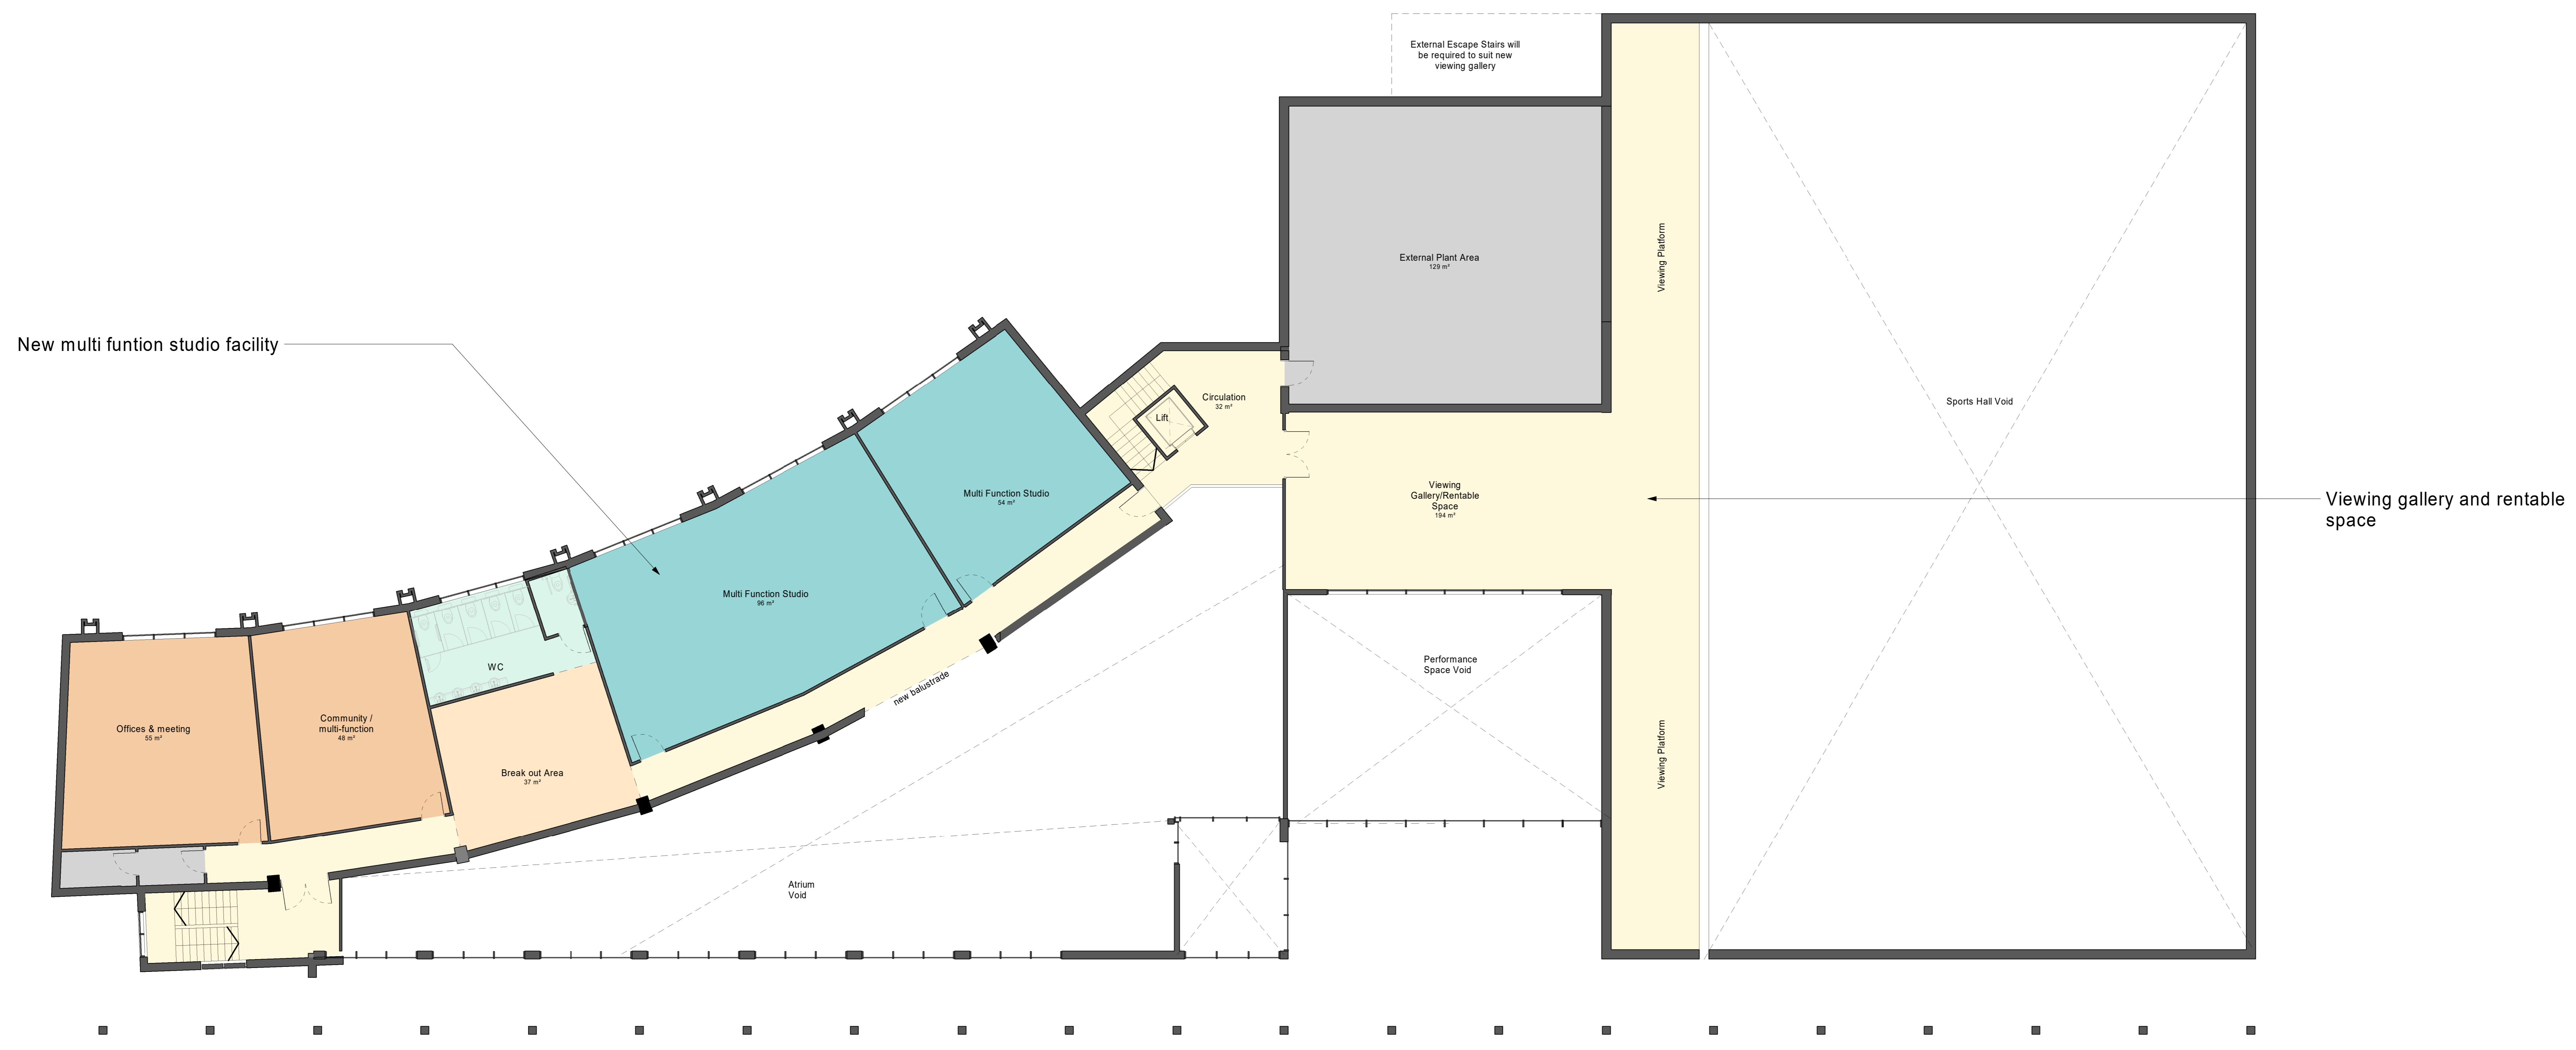 External Escape Stairs will
be required to suit new
viewing gallery
External Plant Area
129 m²
Viewing Platform
New multi funtion studio facility
Circulation
32 m²
Lift
Sports Hall Void
Multi Function Studio
54 m²
Viewing
Gallery/Rentable
Space
194 m²
Viewing gallery and rentable
space
Multi Function Studio
96 m²
WC
new balustrade
Performance
Space Void
Offices & meeting
55 m²
Community /
multi-function
48 m²
Break out Area
37 m²
Viewing Platform
Atrium
Void